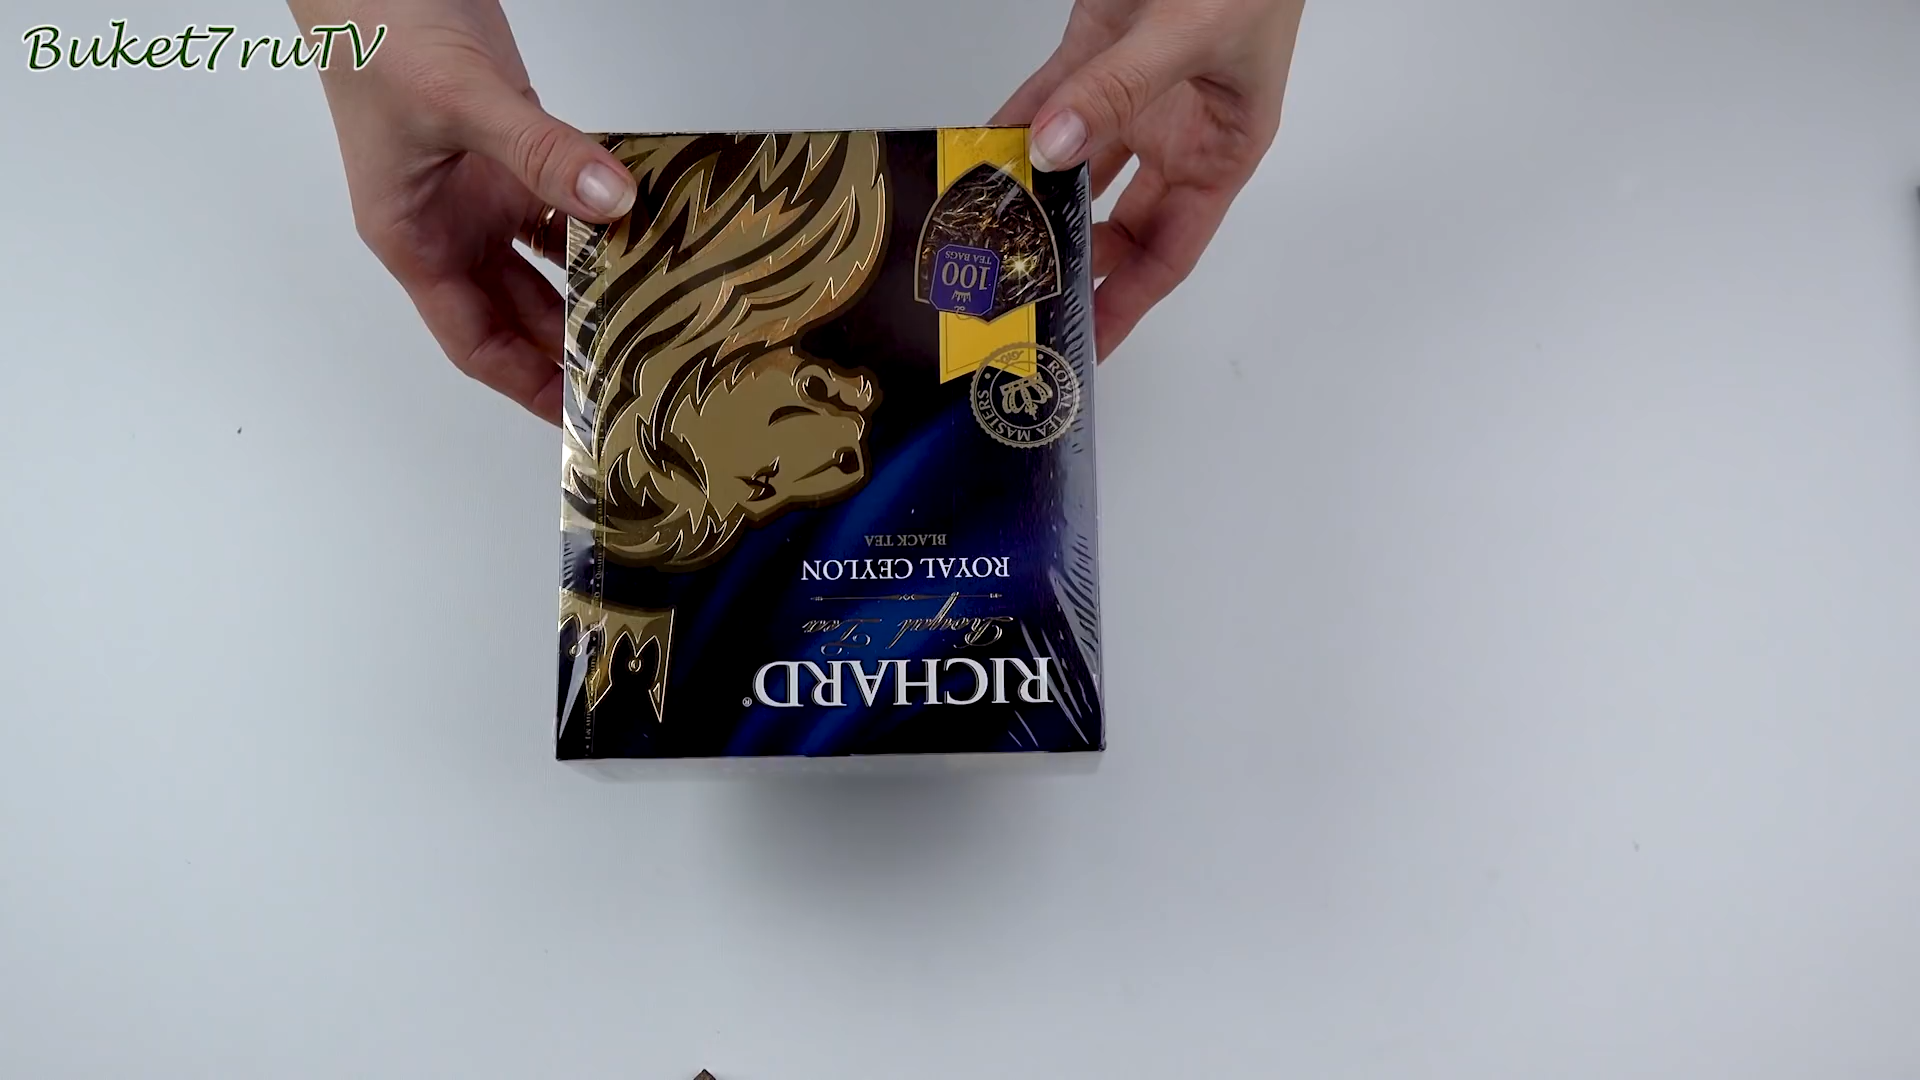 Buket7ruTV
RICHARD®
Royal Tea
ROYAL CEYLON
BLACK TEA
ROYAL TEA MASTERS
100
TEA BAGS